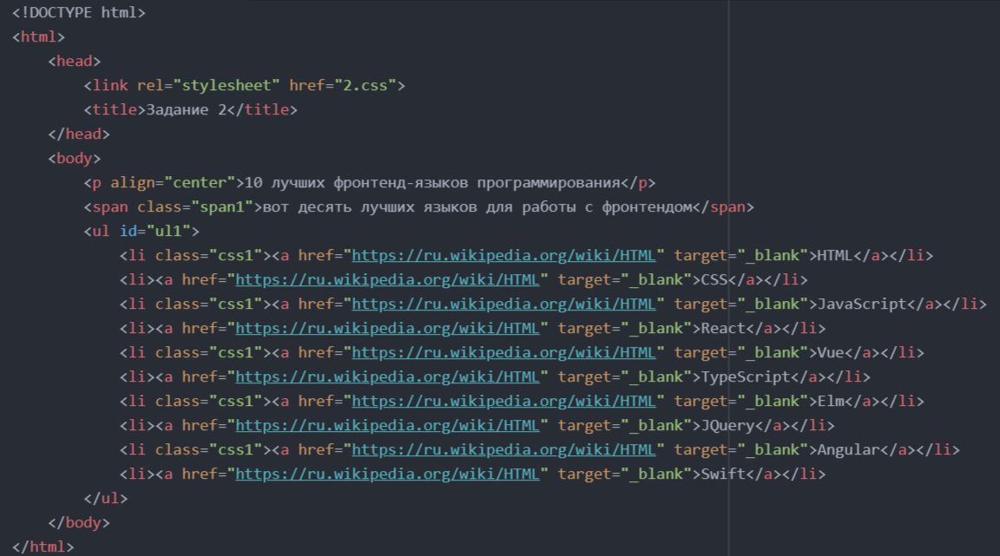 <!DOCTYPE html>
<html>
    <head>
        <link rel="stylesheet" href="2.css">
        <title>Задание 2</title>
    </head>
    <body>
        <p align="center">10 лучших фронтенд-языков программирования</p>
        <span class="span1">вот десять лучших языков для работы с фронтендом</span>
        <ul id="ul1">
            <li class="css1"><a href="https://ru.wikipedia.org/wiki/HTML" target="_blank">HTML</a></li>
            <li><a href="https://ru.wikipedia.org/wiki/HTML" target="_blank">CSS</a></li>
            <li class="css1"><a href="https://ru.wikipedia.org/wiki/HTML" target="_blank">JavaScript</a></li>
            <li><a href="https://ru.wikipedia.org/wiki/HTML" target="_blank">React</a></li>
            <li class="css1"><a href="https://ru.wikipedia.org/wiki/HTML" target="_blank">Vue</a></li>
            <li><a href="https://ru.wikipedia.org/wiki/HTML" target="_blank">TypeScript</a></li>
            <li class="css1"><a href="https://ru.wikipedia.org/wiki/HTML" target="_blank">Elm</a></li>
            <li><a href="https://ru.wikipedia.org/wiki/HTML" target="_blank">JQuery</a></li>
            <li class="css1"><a href="https://ru.wikipedia.org/wiki/HTML" target="_blank">Angular</a></li>
            <li><a href="https://ru.wikipedia.org/wiki/HTML" target="_blank">Swift</a></li>
        </ul>
    </body>
</html>